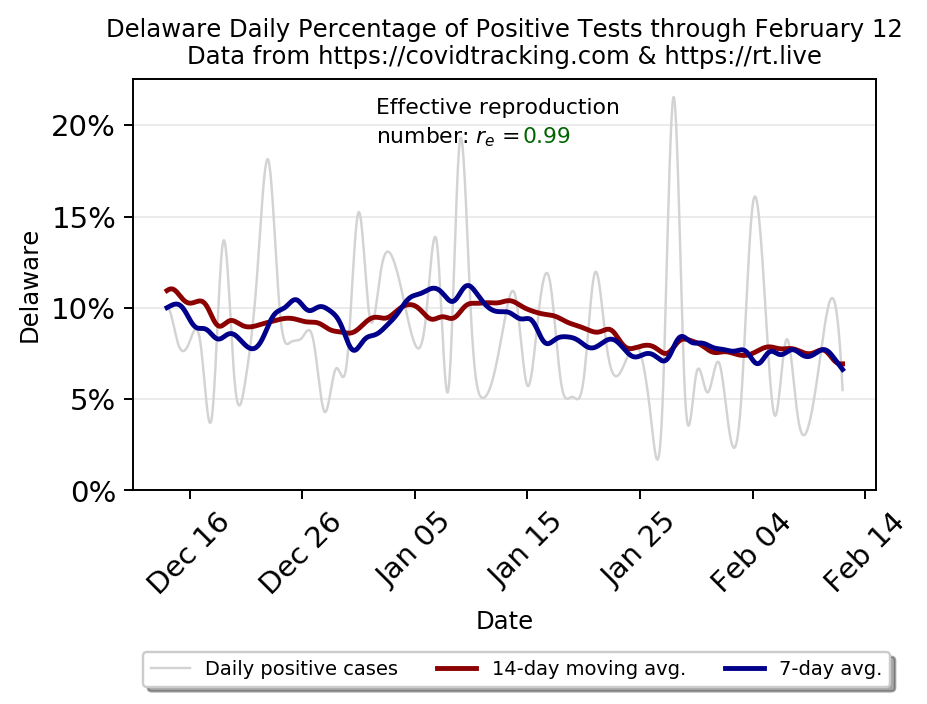 Delaware Daily Percentage of Positive Tests through February 12
Data from https://covidtracking.com & https://rt.live
Effective reproduction
number: rₑ =0.99
20%
15%
10%
5%
0%
Delaware
Dec 16
Dec 26
Jan 05
Jan 15
Jan 25
Feb 04
Feb 14
Date
Daily positive cases
14-day moving avg.
7-day avg.